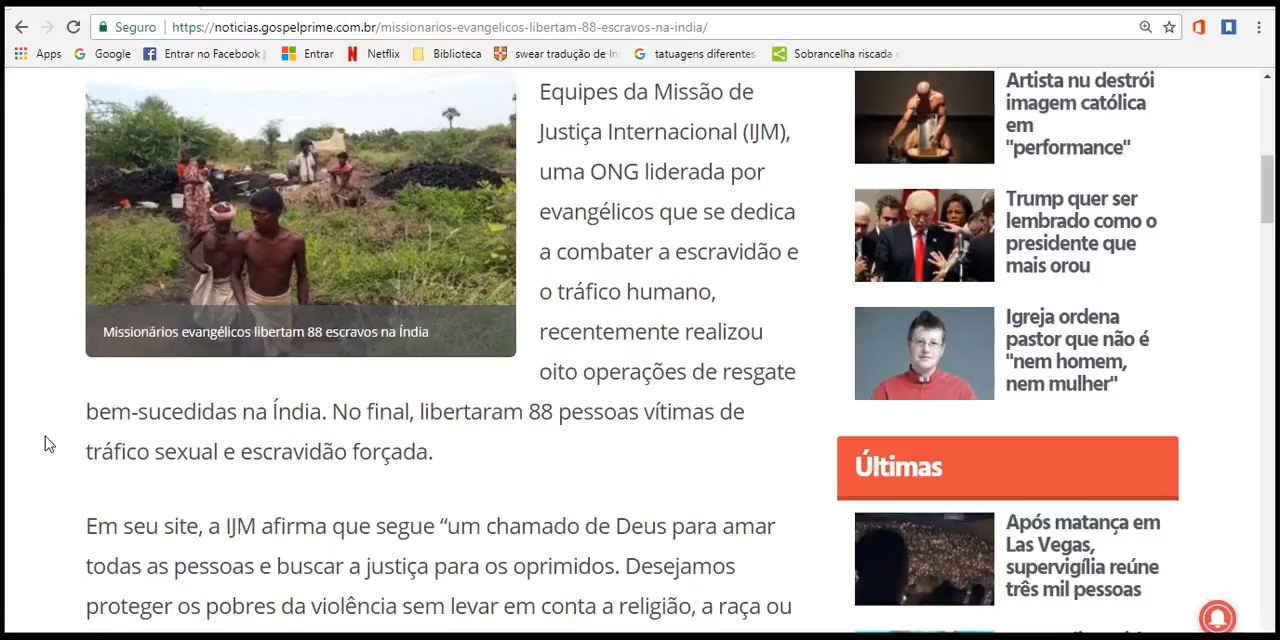 Seguro
https://noticias.gospelprime.com.br/missionarios-evangelicos-libertam-88-escravos-na-india/
Apps Google Entrar no Facebook Entrar Netflix Biblioteca swear tradução de In tatuagens diferentes Sobrancelha riscada
Equipes da Missão de
Justiça Internacional (IJM),
uma ONG liderada por
evangélicos que se dedica
a combater a escravidão e
o tráfico humano,
recentemente realizou
oito operações de resgate
Missionários evangélicos libertam 88 escravos na Índia
bem-sucedidas na Índia. No final, libertaram 88 pessoas vítimas de
tráfico sexual e escravidão forçada.
Em seu site, a IJM afirma que segue “um chamado de Deus para amar
todas as pessoas e buscar a justiça para os oprimidos. Desejamos
proteger os pobres da violência sem levar em conta a religião, a raça ou
Artista nu destrói
imagem católica
em
"performance"
Trump quer ser
lembrado como o
presidente que
mais orou
Igreja ordena
pastor que não é
"nem homem,
nem mulher"
Últimas
Após matança em
Las Vegas,
supervigília reúne
três mil pessoas